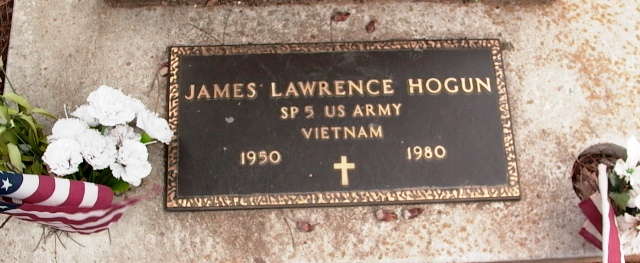 JAMES LAWRENCE HOGUN
SP 5 US ARMY
VIETNAM
1950 1980